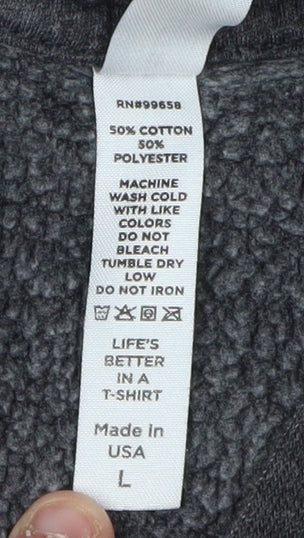 RN#99658
50% COTTON
50%
POLYESTER
MACHINE
WASH COLD
WITH LIKE
COLORS
DO NOT
BLEACH
TUMBLE DRY
LOW
DO NOT IRON
LIFE'S
BETTER
IN A
T-SHIRT
Made in
USA
L